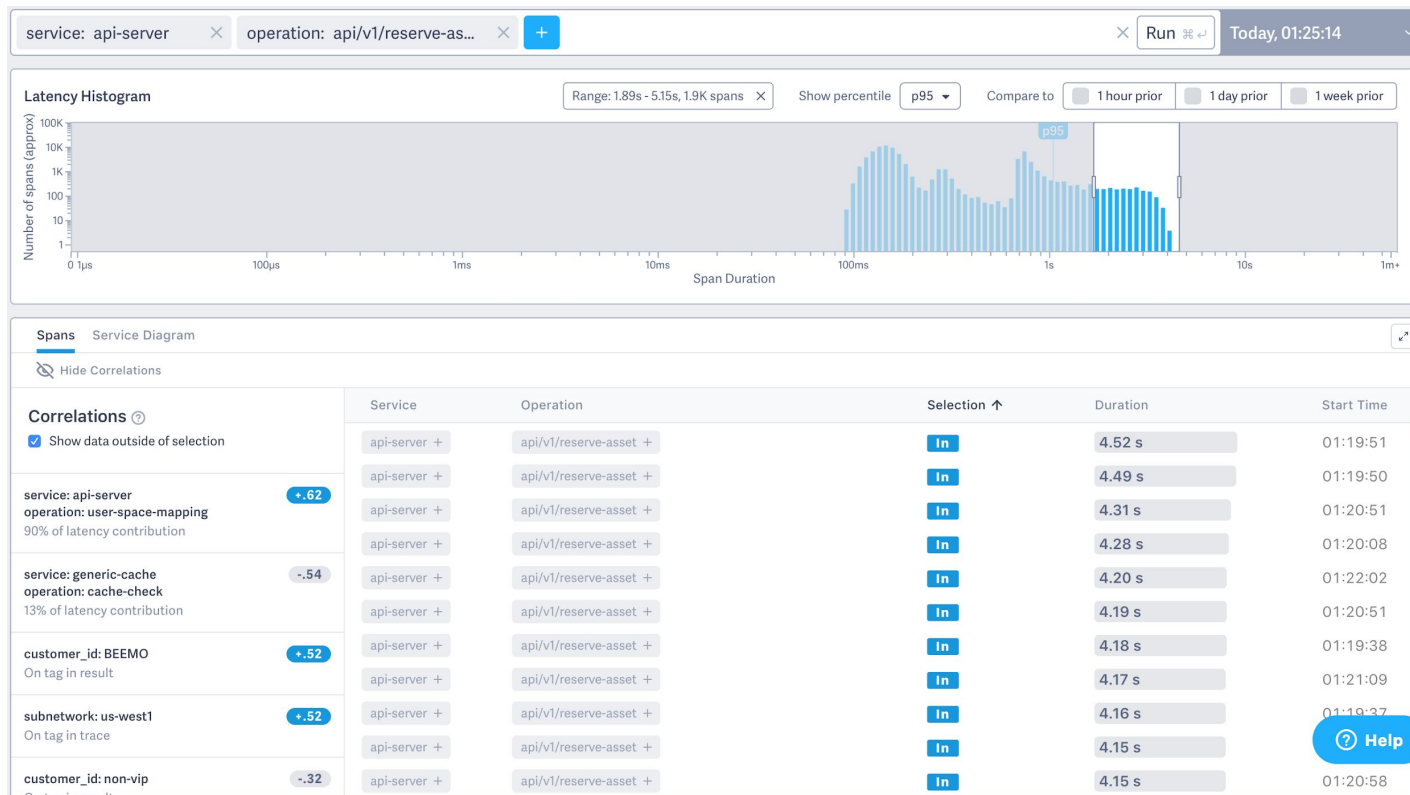 service: api-server × operation: api/v1/reserve-as... × + × Run ⌘↵ Today, 01:25:14
Latency Histogram Range: 1.89s - 5.15s, 1.9K spans × Show percentile p95 Compare to 1 hour prior 1 day prior 1 week prior
Number of spans (approx)
100K
10K
1K
100
10
1
p95
0 1µs 100µs 1ms 10ms 100ms 1s 10s 1m+
Span Duration
Spans Service Diagram
Hide Correlations
Correlations ?
Show data outside of selection
service: api-server +.62
operation: user-space-mapping
90% of latency contribution
service: generic-cache -.54
operation: cache-check
13% of latency contribution
customer_id: BEEMO +.52
On tag in result
subnetwork: us-west1 +.52
On tag in trace
customer_id: non-vip -.32
Service Operation Selection ↑ Duration Start Time
api-server + api/v1/reserve-asset + In 4.52 s 01:19:51
api-server + api/v1/reserve-asset + In 4.49 s 01:19:50
api-server + api/v1/reserve-asset + In 4.31 s 01:20:51
api-server + api/v1/reserve-asset + In 4.28 s 01:20:08
api-server + api/v1/reserve-asset + In 4.20 s 01:22:02
api-server + api/v1/reserve-asset + In 4.19 s 01:20:51
api-server + api/v1/reserve-asset + In 4.18 s 01:19:38
api-server + api/v1/reserve-asset + In 4.17 s 01:21:09
api-server + api/v1/reserve-asset + In 4.16 s 01:19:37
api-server + api/v1/reserve-asset + In 4.15 s
api-server + api/v1/reserve-asset + In 4.15 s 01:20:58
? Help